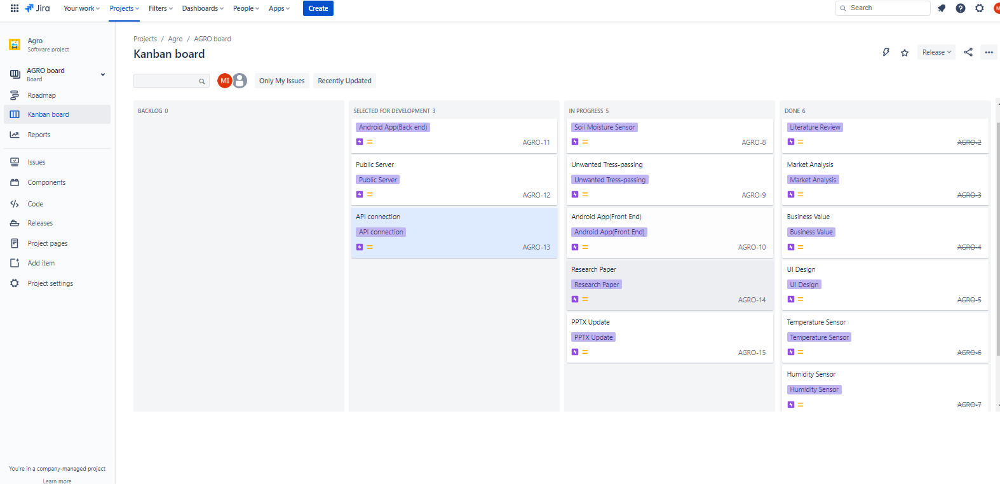 Jira Your work Projects Filters Dashboards People Apps Create Search MI
Agro
Software project
AGRO board
Board
Roadmap
Kanban board
Reports
Issues
Components
Code
Releases
Project pages
Add item
Project settings
You're in a company-managed project
Learn more
Projects / Agro / AGRO board
Kanban board
Release
MI Only My Issues Recently Updated
BACKLOG 0
SELECTED FOR DEVELOPMENT 3
Android App(Back end)
AGRO-11
Public Server
Public Server
AGRO-12
API connection
API connection
AGRO-13
IN PROGRESS 5
Soil Moisture Sensor
AGRO-8
Unwanted Tress-passing
Unwanted Tress-passing
AGRO-9
Android App(Front End)
Android App(Front End)
AGRO-10
Research Paper
Research Paper
AGRO-14
PPTX Update
PPTX Update
AGRO-15
DONE 6
Literature Review
AGRO-2
Market Analysis
Market Analysis
AGRO-3
Business Value
Business Value
AGRO-4
UI Design
UI Design
AGRO-5
Temperature Sensor
Temperature Sensor
AGRO-6
Humidity Sensor
Humidity Sensor
AGRO-7